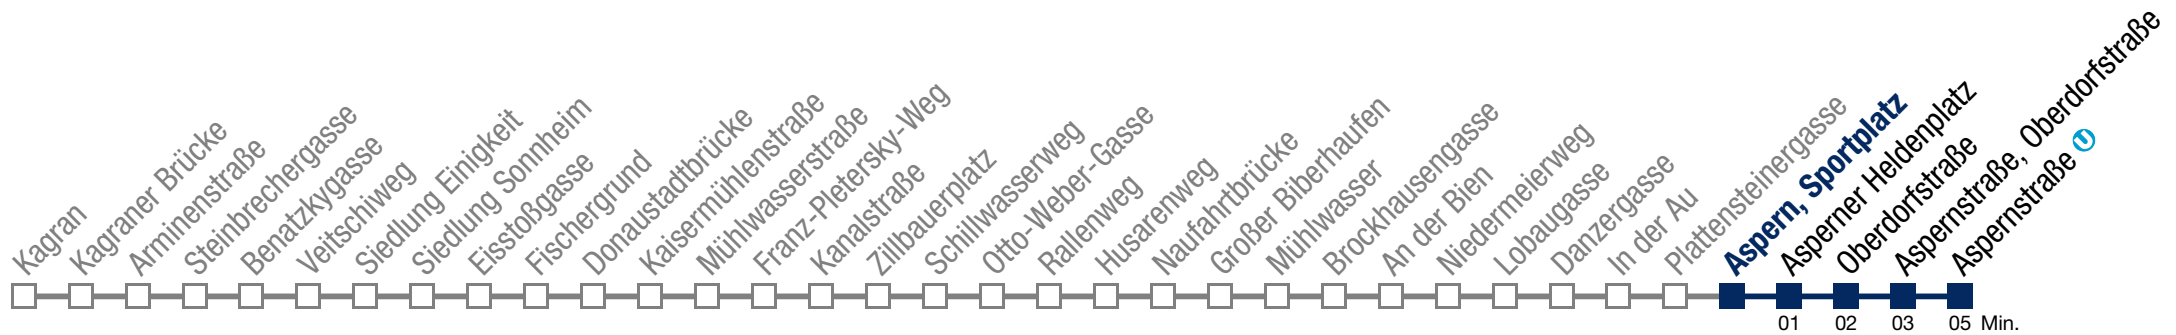 Kagran
Kagraner Brücke
Arminenstraße
Steinbrechergasse
Benatzkygasse
Veitschiweg
Siedlung Einigkeit
Siedlung Sonnheim
Eisstoßgasse
Fischergrund
Donaustadtbrücke
Kaisermühlenstraße
Mühlwasserstraße
Franz-Pletersky-Weg
Kanalstraße
Zillbauerplatz
Schillwasserweg
Otto-Weber-Gasse
Rallenweg
Husarenweg
Naufahrtbrücke
Großer Biberhaufen
Mühlwasser
Brockhausengasse
An der Bien
Niedermeierweg
Lobaugasse
Danzergasse
In der Au
Plattensteinergasse
Aspern, Sportplatz
Asperner Heldenplatz
Oberdorfstraße
Aspernstraße, Oberdorfstraße
Aspernstraße U
01 02 03 05 Min.